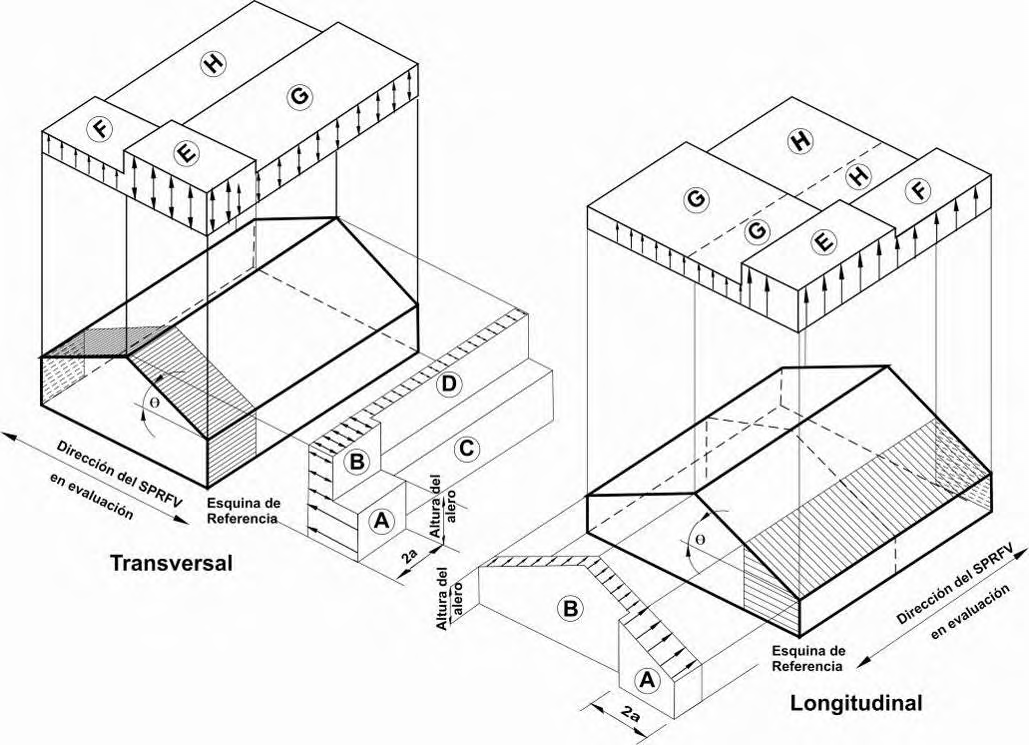 H
G
F
E
D
B
C
A
θ
Dirección del SPRFV
en evaluación
Esquina de
Referencia
Altura del
alero
2a
Transversal
H
H
G
G
F
E
θ
Altura del
alero
B
A
2a
Dirección del SPRFV
en evaluación
Esquina de
Referencia
Longitudinal